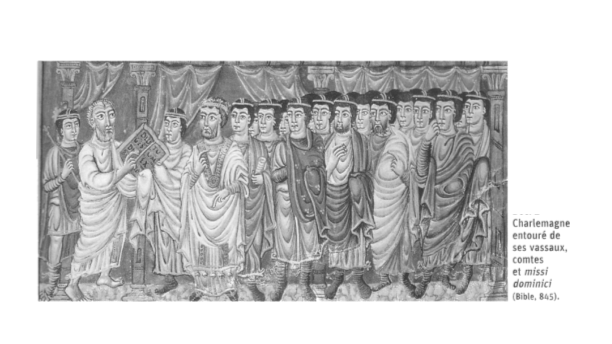 Charlemagne
entouré de
ses vassaux,
comtes
et missi
dominici
(Bible, 845).